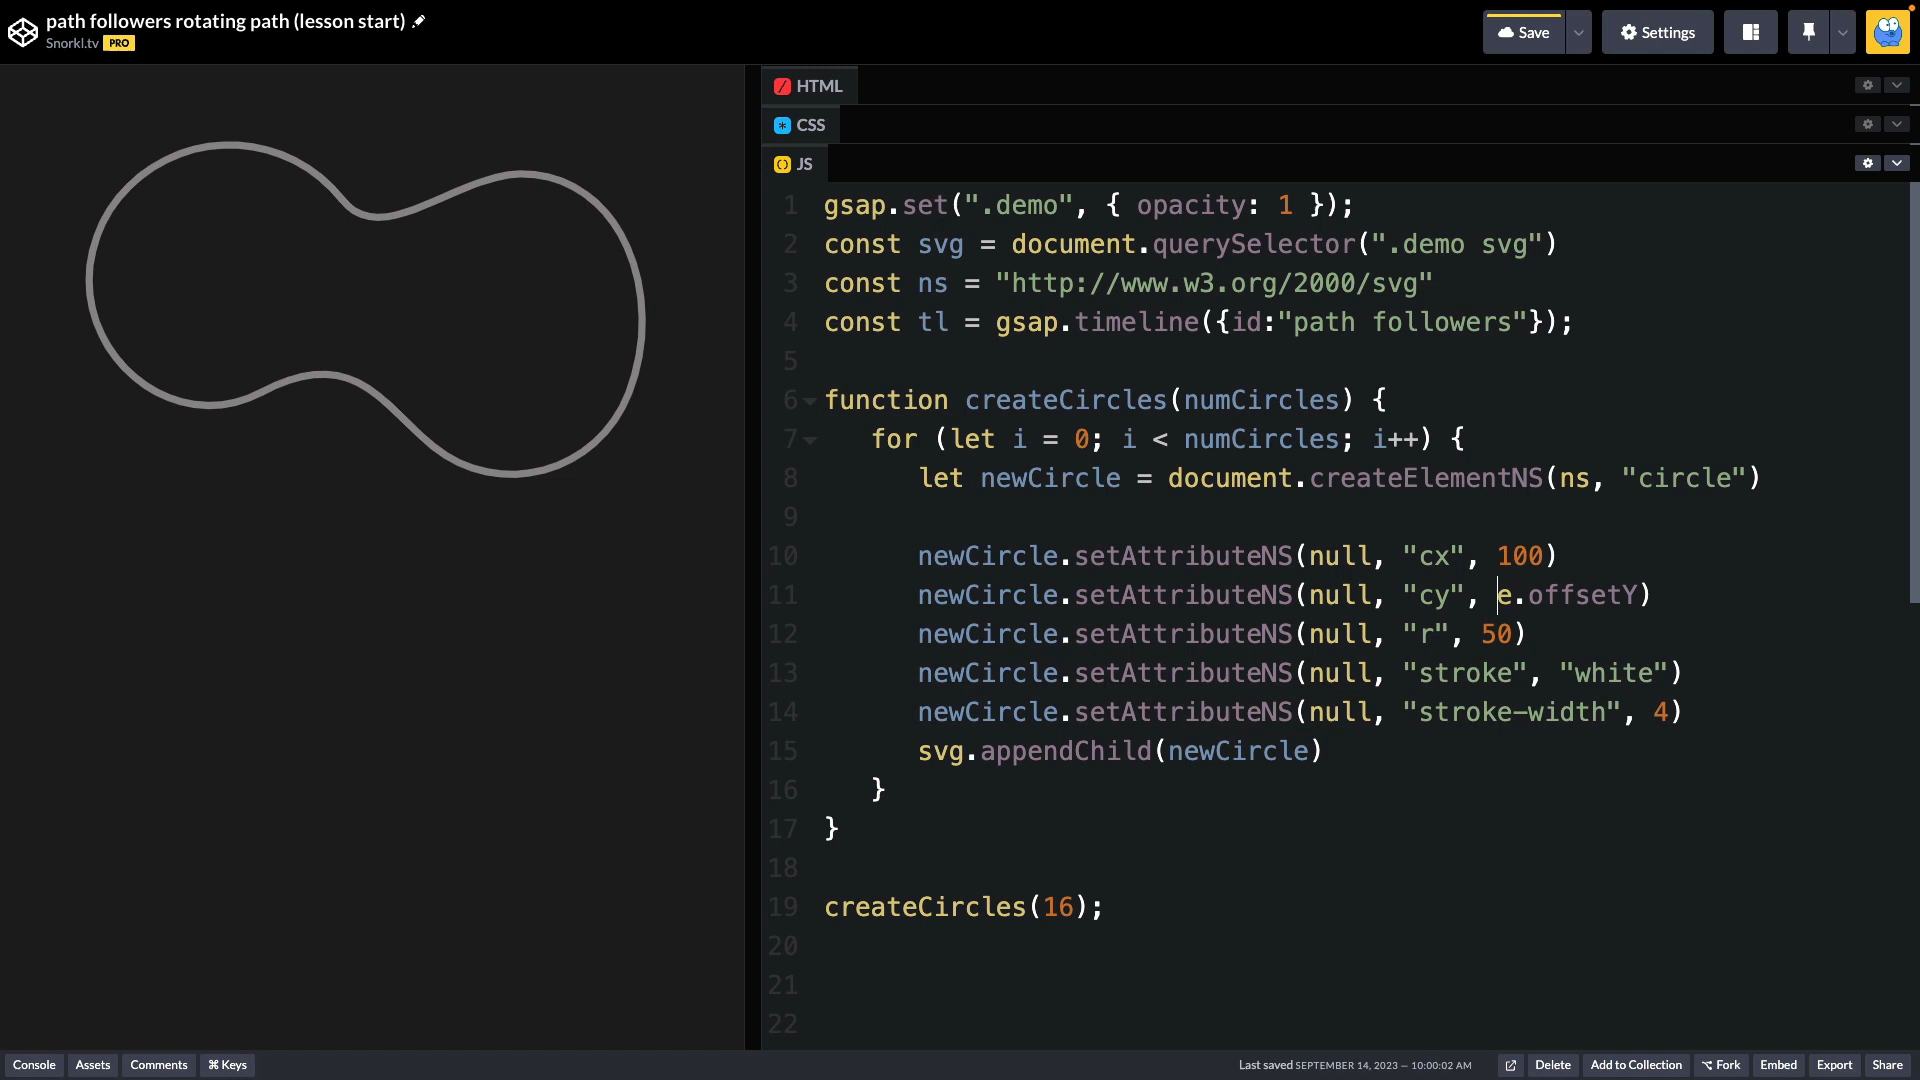 path followers rotating path (lesson start)
Snorkl.tv PRO
Save
Settings
HTML
CSS
JS
1 gsap.set(".demo", { opacity: 1 });
2 const svg = document.querySelector(".demo svg")
3 const ns = "http://www.w3.org/2000/svg"
4 const tl = gsap.timeline({id:"path followers"});
5
6 function createCircles(numCircles) {
7 for (let i = 0; i < numCircles; i++) {
8 let newCircle = document.createElementNS(ns, "circle")
9
10 newCircle.setAttributeNS(null, "cx", 100)
11 newCircle.setAttributeNS(null, "cy", e.offsetY)
12 newCircle.setAttributeNS(null, "r", 50)
13 newCircle.setAttributeNS(null, "stroke", "white")
14 newCircle.setAttributeNS(null, "stroke-width", 4)
15 svg.appendChild(newCircle)
16 }
17 }
18
19 createCircles(16);
20
21
22
Console Assets Comments ⌘ Keys Last saved SEPTEMBER 14, 2023 — 10:00:02 AM Delete Add to Collection Fork Embed Export Share